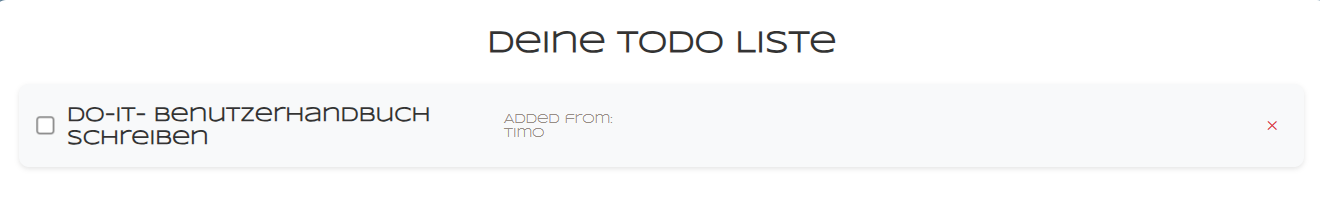 Deine Todo Liste
DO-IT- Benutzerhandbuch
schreiben
Added from:
Timo
×